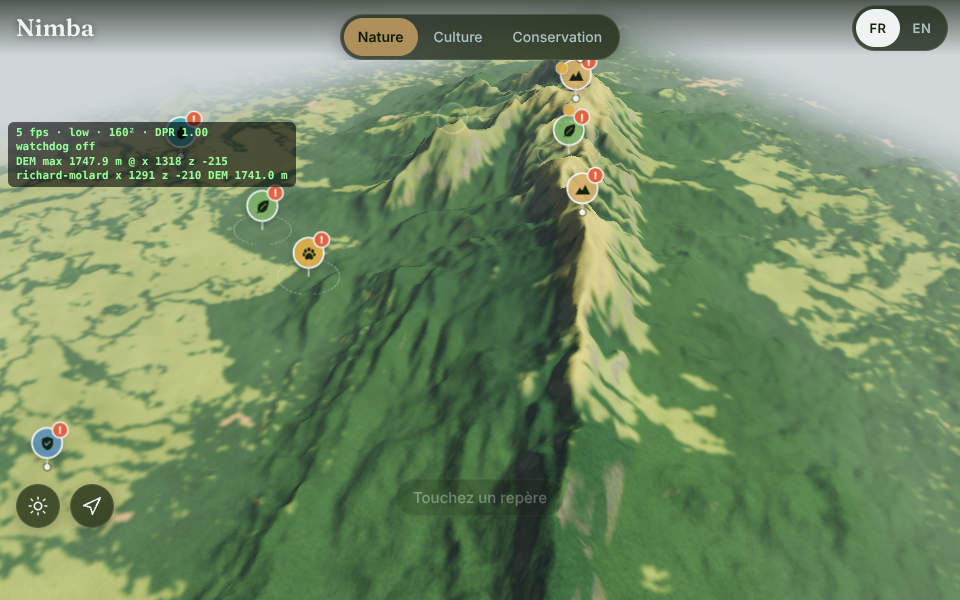 Nimba
Nature
Culture
Conservation
FR
EN
5 fps · low · 160² · DPR 1.00
watchdog off
DEM max 1747.9 m @ x 1318 z -215
richard-molard x 1291 z -210 DEM 1741.0 m
Touchez un repère